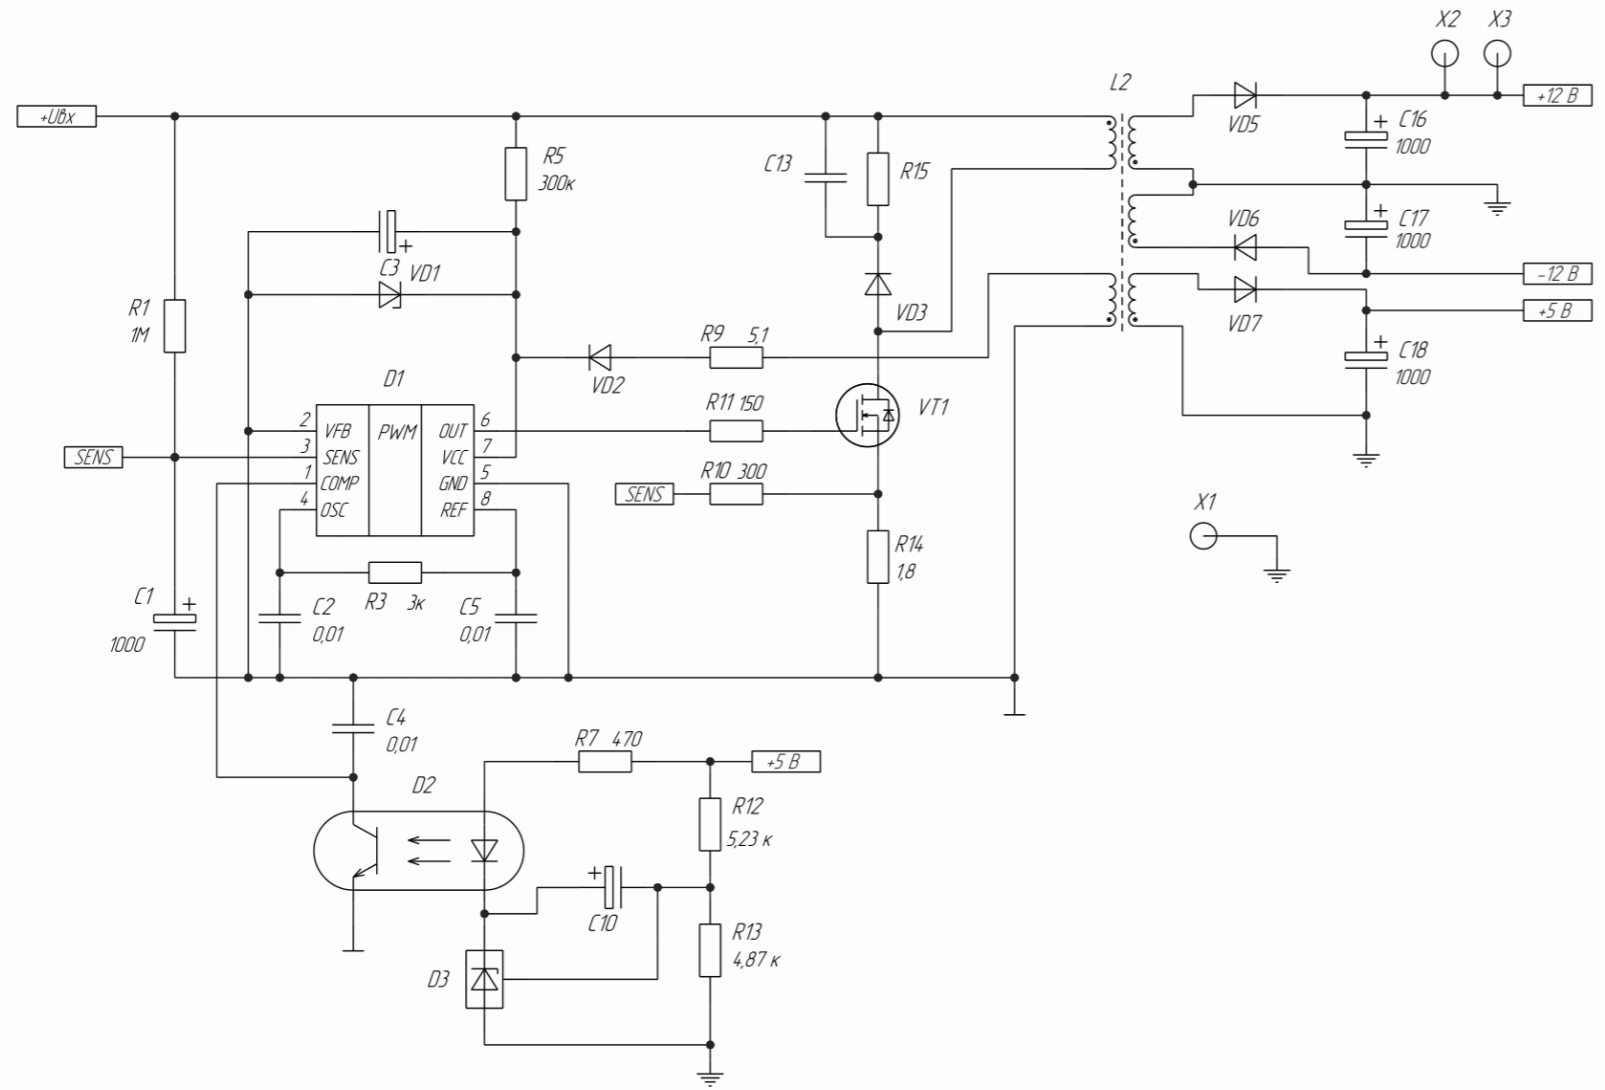 X2 X3
L2
+Uвх
+12 В
VD5
C16
1000
R5
300к
C13
R15
C3
VD1
VD6
C17
1000
-12 В
+5 В
R1
1М
VD3
VD7
R9 5,1
VD2
C18
1000
D1
R11 150
VT1
2 VFB PWM OUT 6
SENS 3 SENS VCC 7
1 COMP GND 5
4 OSC REF 8
R10 300
SENS
X1
R14
1,8
C1
1000
C2
0,01
R3 3к
C5
0,01
C4
0,01
R7 470
+5 В
D2
R12
5,23 к
C10
R13
4,87 к
D3